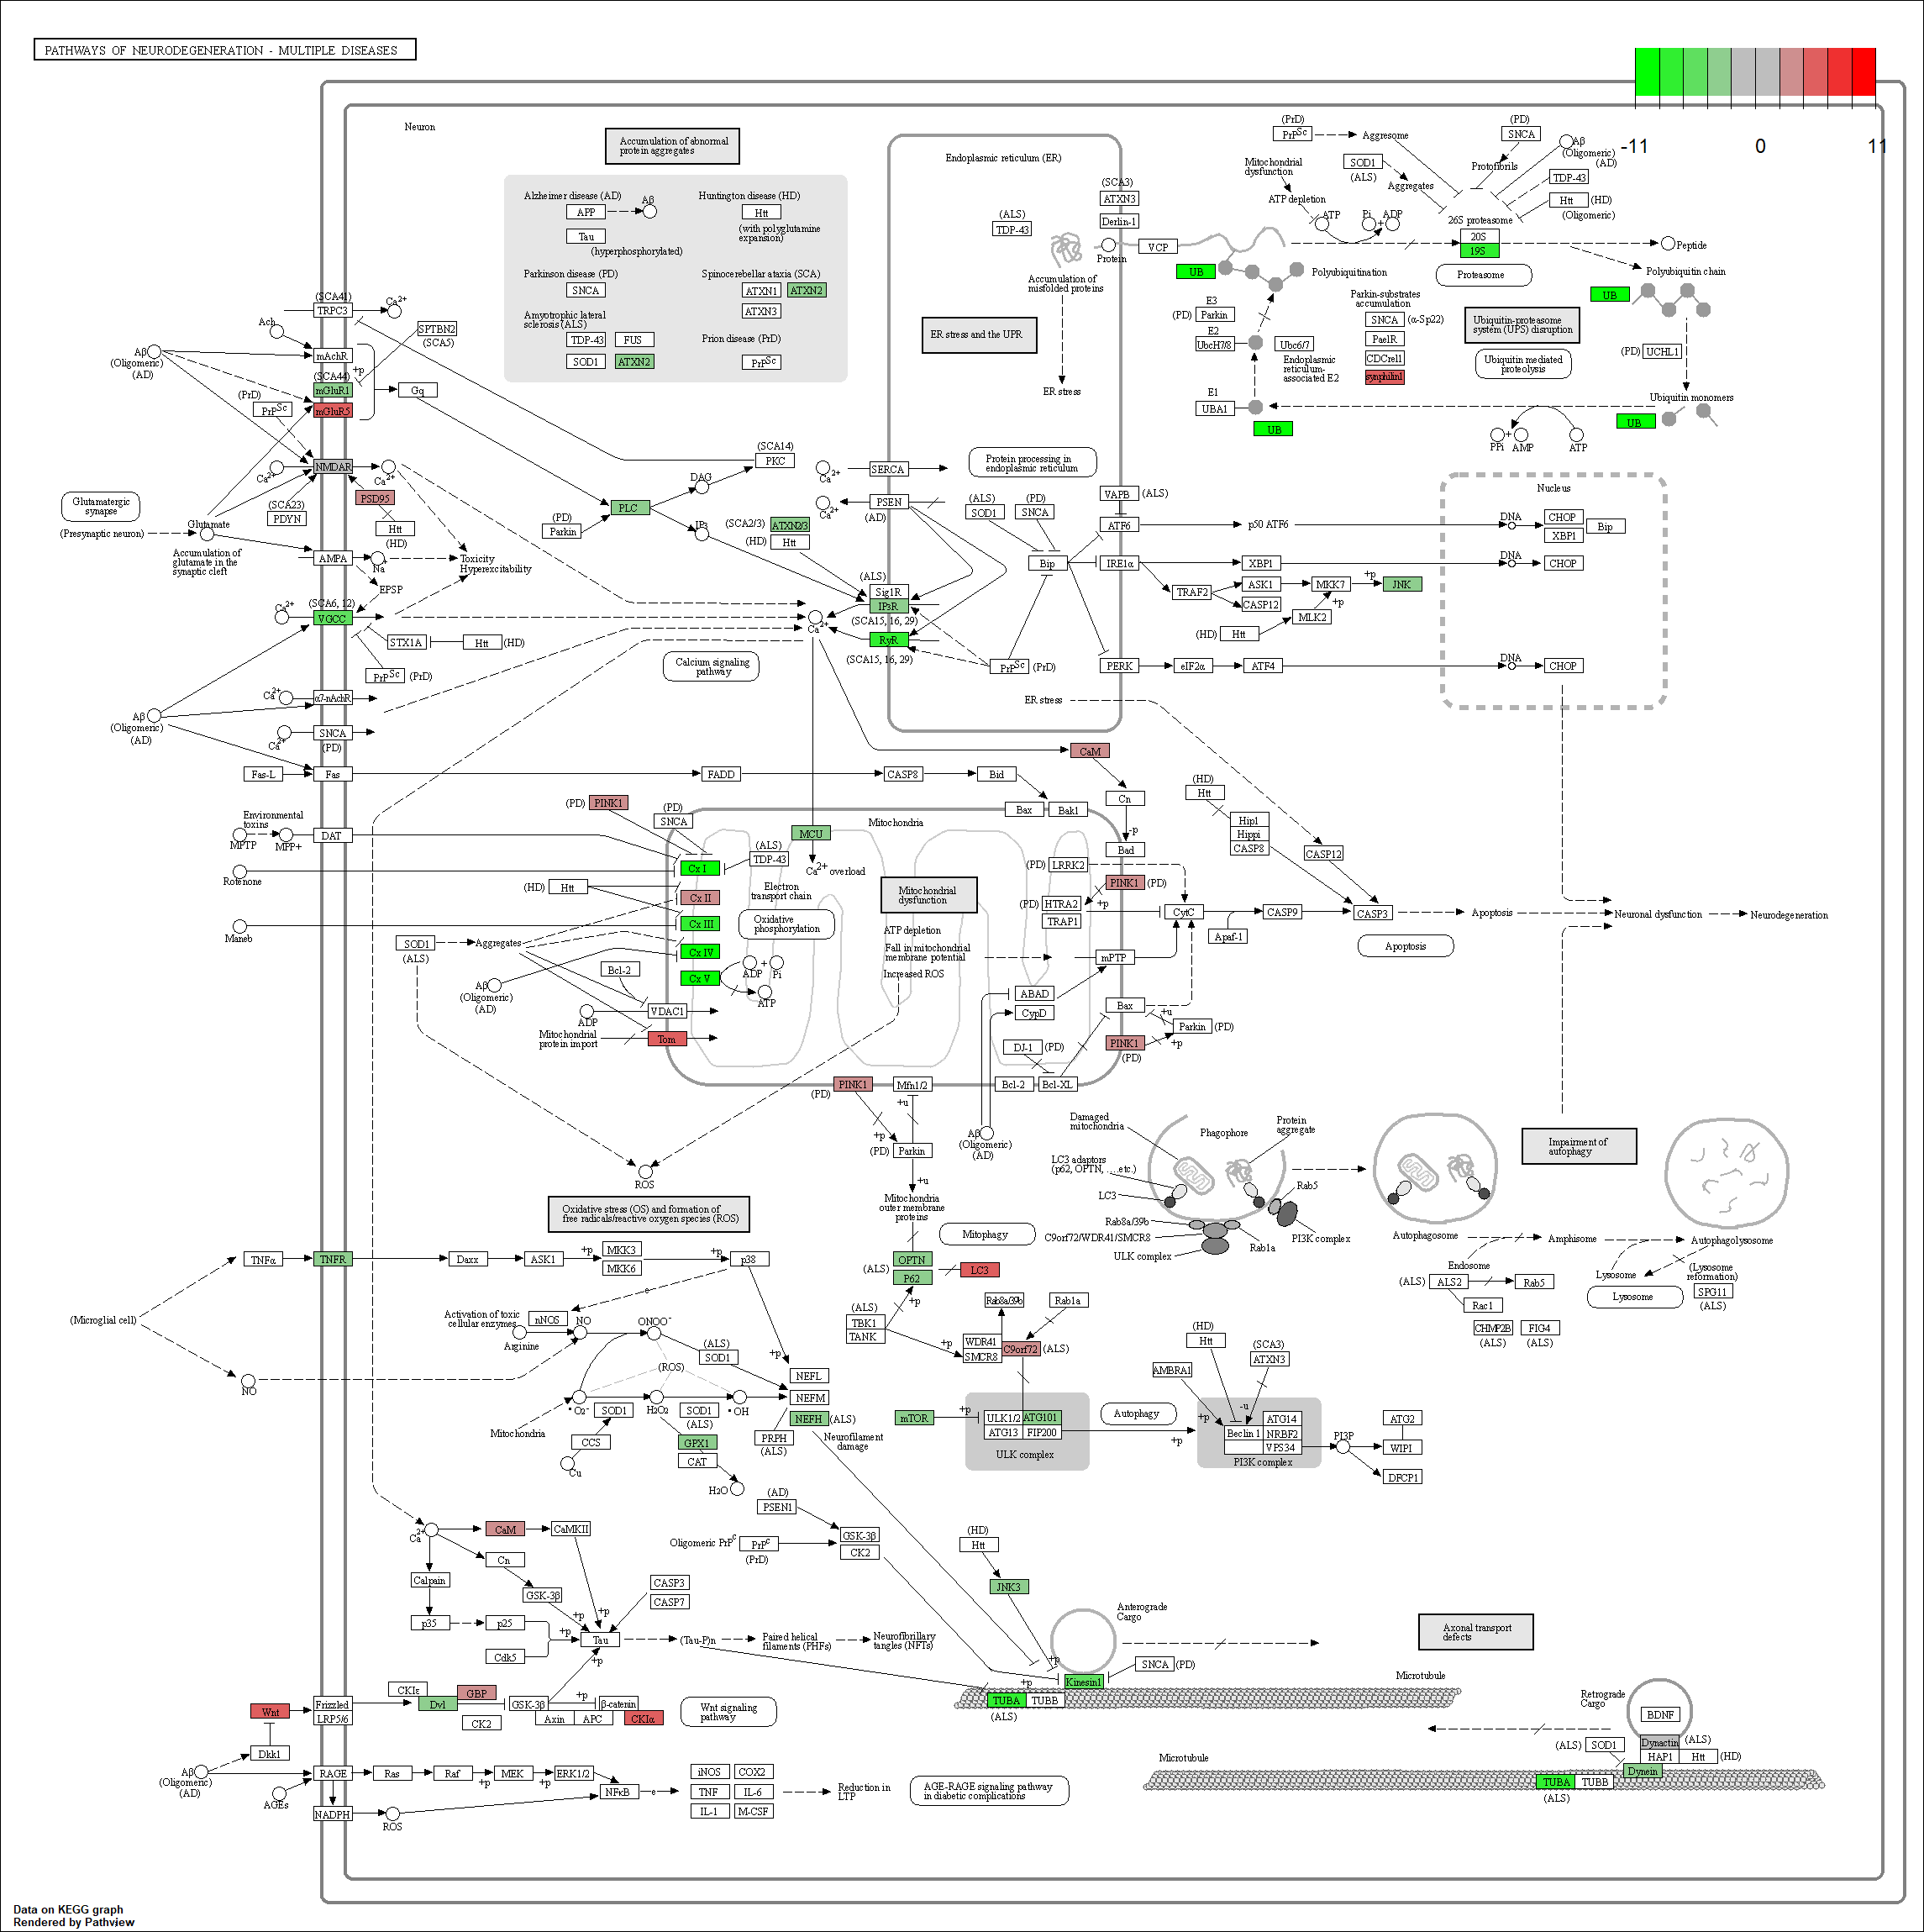 PATHWAYS OF NEURODEGENERATION - MULTIPLE DISEASES
-11
0
11
Neuron
Accumulation of abnormal
protein aggregates
Alzheimer disease (AD)
APP
Aβ
Tau
(hyperphosphorylated)
Huntington disease (HD)
Htt
(with polyglutamine
expansion)
Parkinson disease (PD)
SNCA
Spinocerebellar ataxia (SCA)
ATXN1
ATXN2
ATXN3
Amyotrophic lateral
sclerosis (ALS)
TDP-43
FUS
SOD1
ATXN2
Prion disease (PrD)
PrPSc
Endoplasmic reticulum (ER)
(ALS)
TDP-43
(SCA3)
ATXN3
Derlin-1
Protein
VCP
Accumulation of
misfolded proteins
ER stress and the UPR
ER stress
Protein processing in
endoplasmic reticulum
(PrD)
PrPSc
Aggresome
SOD1
(ALS)
Aggregates
Mitochondrial
dysfunction
ATP depletion
(PD)
SNCA
Protofibrils
Aβ
(Oligomeric)
(AD)
TDP-43
Htt
(HD)
(Oligomeric)
26S proteasome
20S
19S
ATP
Pi
+
ADP
Proteasome
Peptide
UB
Polyubiquitination
Polyubiquitin chain
UB
E3
(PD)
Parkin
E2
UbcH7/8
Ubc6/7
Endoplasmic
reticulum-
associated E2
E1
UBA1
UB
Parkin-substrates
accumulation
SNCA
(α-Sp22)
PaelR
CDCrel1
synphilin1
Ubiquitin-proteasome
system (UPS) disruption
Ubiquitin mediated
proteolysis
(PD)
UCHL1
Ubiquitin monomers
UB
PPi
+
AMP
ATP
(SCA41)
TRPC3
Ca2+
Ach
mAchR
SPTBN2
(SCA5)
Aβ
(Oligomeric)
(AD)
(SCA44)
mGluR1
mGluR5
+p
Gq
(PrD)
PrPSc
NMDAR
Ca2+
Ca2+
PSD95
Htt
(HD)
(SCA23)
PDYN
Glutamatergic
synapse
(Presynaptic neuron)
Glutamate
Accumulation of
glutamate in the
synaptic cleft
AMPA
Na+
EPSP
Toxicity
Hyperexcitability
(SCA6, 12)
VGCC
Ca2+
STX1A
Htt
(HD)
PrPSc
(PrD)
(SCA14)
PKC
DAG
PLC
IP3
(PD)
Parkin
(SCA2/3)
ATXN2/3
(HD)
Htt
Ca2+
SERCA
Ca2+
PSEN
(AD)
(ALS)
Sig1R
IP3R
(SCA15, 16, 29)
RyR
(SCA15, 16, 29)
Ca2+
Calcium signaling
pathway
(ALS)
SOD1
(PD)
SNCA
Bip
PrPSc
(PrD)
VAPB
(ALS)
ATF6
p50 ATF6
IRE1α
XBP1
TRAF2
ASK1
CASP12
MKK7
+p
JNK
+p
MLK2
(HD)
Htt
PERK
eIF2α
ATF4
Nucleus
DNA
CHOP
XBP1
Bip
DNA
CHOP
DNA
CHOP
ER stress
Ca2+
α7-nAchR
Aβ
(Oligomeric)
(AD)
Ca2+
SNCA
(PD)
Fas-L
Fas
FADD
CASP8
Bid
CaM
Cn
-p
Bad
Bax
Bak1
Environmental
toxins
MPTP
MPP+
DAT
Rotenone
Maneb
(PD)
PINK1
(PD)
SNCA
Mitochondria
MCU
Ca2+ overload
(ALS)
TDP-43
Cx I
Cx II
Cx III
Cx IV
Cx V
(HD)
Htt
Electron
transport chain
Oxidative
phosphorylation
Mitochondrial
dysfunction
ATP depletion
Fall in mitochondrial
membrane potential
Increased ROS
ADP
+
Pi
ATP
SOD1
(ALS)
Aggregates
Aβ
(Oligomeric)
(AD)
Bcl-2
VDAC1
ADP
Mitochondrial
protein import
Tom
(PD)
LRRK2
PINK1
(PD)
(PD)
HTRA2
+p
TRAP1
CytC
CASP9
Apaf-1
CASP3
mPTP
ABAD
CypD
Bax
+u
Parkin
(PD)
+p
DJ-1
(PD)
PINK1
(PD)
Bcl-2
Bcl-XL
(HD)
Htt
Hip1
Hippi
CASP8
CASP12
Apoptosis
Apoptosis
Neuronal dysfunction
Neurodegeneration
PINK1
(PD)
Mfn1/2
+u
+p
(PD)
Parkin
+u
Aβ
(Oligomeric)
(AD)
Mitochondria
outer membrane
proteins
Mitophagy
OPTN
(ALS)
P62
LC3
+p
(ALS)
TBK1
TANK
+p
Rab8a/39b
Rab1a
WDR41
SMCR8
C9orf72
(ALS)
ROS
Oxidative stress (OS) and formation of
free radicals/reactive oxygen species (ROS)
Damaged
mitochondria
Phagophore
Protein
aggregate
LC3 adaptors
(p62, OPTN, ....etc.)
LC3
Rab5
Rab8a/39b
C9orf72/WDR41/SMCR8
ULK complex
Rab1a
PI3K complex
Impairment of
autophagy
Autophagosome
Amphisome
Autophagolysosome
Endosome
(ALS)
ALS2
Rab5
Rac1
Lysosome
(Lysosome
reformation)
SPG11
(ALS)
Lysosome
CHMP2B
(ALS)
FIG4
(ALS)
TNFα
TNFR
Daxx
ASK1
+p
MKK3
MKK6
+p
p38
(Microglial cell)
NO
Activation of toxic
cellular enzymes
nNOS
NO
Arginine
e
ONOO-
(ALS)
SOD1
(ROS)
+p
NEFL
NEFM
NEFH
(ALS)
Neurofilament
damage
PRPH
(ALS)
·O2-
SOD1
H2O2
SOD1
(ALS)
·OH
Mitochondria
CCS
Cu
GPX1
CAT
H2O
mTOR
+p
ULK1/2
ATG101
ATG13
FIP200
ULK complex
Autophagy
+p
(HD)
Htt
(SCA3)
ATXN3
AMBRA1
+p
-u
Beclin 1
ATG14
NRBF2
VPS34
PI3K complex
PI3P
ATG2
WIPI
DFCP1
Ca2+
CaM
CaMKII
Cn
Calpain
GSK-3β
p35
p25
Cdk5
+p
+p
+p
+p
Tau
CASP3
CASP7
(Tau-P)n
Paired helical
filaments (PHFs)
Neurofibrillary
tangles (NFTs)
(AD)
PSEN1
Oligomeric PrPC
PrPC
(PrD)
GSK-3β
CK2
(HD)
Htt
JNK3
Anterograde
Cargo
+p
+p
SNCA
(PD)
Kinesin1
TUBA
TUBB
(ALS)
Microtubule
Axonal transport
defects
Wnt
Frizzled
LRP5/6
CKIε
Dvl
GBP
CK2
GSK-3β
+p
β-catenin
Axin
APC
CKIα
Wnt signaling
pathway
Dkk1
Aβ
(Oligomeric)
(AD)
AGEs
RAGE
Ras
Raf
+p
MEK
+p
ERK1/2
NFκB
e
iNOS
COX2
TNF
IL-6
IL-1
M-CSF
Reduction in
LTP
AGE-RAGE signaling pathway
in diabetic complications
NADPH
ROS
Retrograde
Cargo
BDNF
(ALS)
SOD1
Dynactin
(ALS)
HAP1
Htt
(HD)
Dynein
Microtubule
TUBA
TUBB
(ALS)
Data on KEGG graph
Rendered by Pathview